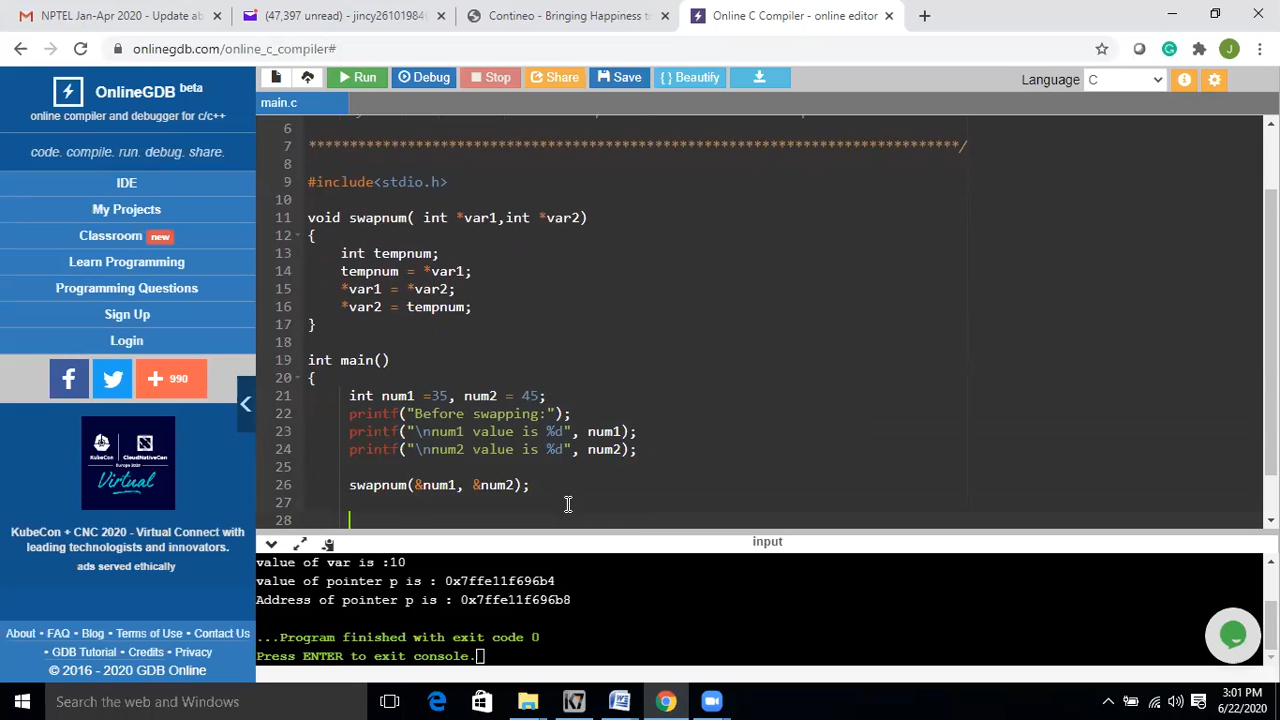 NPTEL Jan-Apr 2020 - Update ab
(47,397 unread) - jincy26101984
Contineo - Bringing Happiness to
Online C Compiler - online editor
onlinegdb.com/online_c_compiler#
J
OnlineGDB beta
online compiler and debugger for c/c++
code. compile. run. debug. share.
IDE
My Projects
Classroom new
Learn Programming
Programming Questions
Sign Up
Login
f
+ 990
KubeCon
CloudNativeCon
Europe 2020
Virtual
KubeCon + CNC 2020 - Virtual Connect with
leading technologists and innovators.
ads served ethically
About • FAQ • Blog • Terms of Use • Contact Us
• GDB Tutorial • Credits • Privacy
© 2016 - 2020 GDB Online
Run Debug Stop Share Save { } Beautify
Language C
main.c
6
7 *******************************************************************************/
8
9 #include<stdio.h>
10
11 void swapnum( int *var1,int *var2)
12 {
13 int tempnum;
14 tempnum = *var1;
15 *var1 = *var2;
16 *var2 = tempnum;
17 }
18
19 int main()
20 {
21 int num1 =35, num2 = 45;
22 printf("Before swapping:");
23 printf("\nnum1 value is %d", num1);
24 printf("\nnum2 value is %d", num2);
25
26 swapnum(&num1, &num2);
27
28
input
value of var is :10
value of pointer p is : 0x7ffe11f696b4
Address of pointer p is : 0x7ffe11f696b8
...Program finished with exit code 0
Press ENTER to exit console.
Type here to search
3:01 PM
6/22/2020